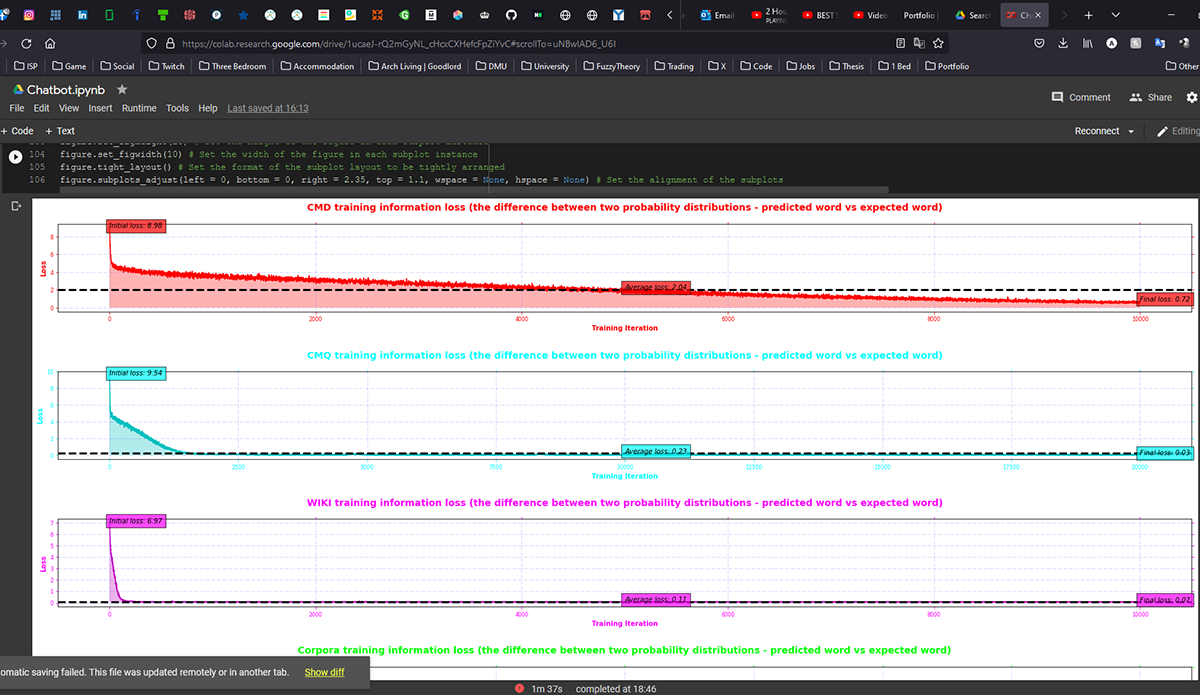 Email
2 Hou
PLAYING
BEST S
Video
Portfolio |
Search
Cha
https://colab.research.google.com/drive/1ucaeJ-rQ2mGyNL_cHcxCXHefcFpZiYvC#scrollTo=uNBwIAD6_U6I
ISP
Game
Social
Twitch
Three Bedroom
Accommodation
Arch Living | Goodlord
DMU
University
FuzzyTheory
Trading
X
Code
Jobs
Thesis
1 Bed
Portfolio
Other
Chatbot.ipynb
Comment
Share
File Edit View Insert Runtime Tools Help Last saved at 16:13
+ Code + Text
Reconnect
Editing
104 figure.set_figwidth(10) # Set the width of the figure in each subplot instance
105 figure.tight_layout() # Set the format of the subplot layout to be tightly arranged
106 figure.subplots_adjust(left = 0, bottom = 0, right = 2.35, top = 1.1, wspace = None, hspace = None) # Set the alignment of the subplots
CMD training information loss (the difference between two probability distributions - predicted word vs expected word)
Initial loss: 8.98
8
6
4
2
0
Loss
Average loss: 2.04
Final loss: 0.72
0 2000 4000 6000 8000 10000
Training Iteration
CMQ training information loss (the difference between two probability distributions - predicted word vs expected word)
Initial loss: 9.54
10
8
6
4
2
0
Loss
Average loss: 0.23
Final loss: 0.03
0 2500 5000 7500 10000 12500 15000 17500 20000
Training Iteration
WIKI training information loss (the difference between two probability distributions - predicted word vs expected word)
Initial loss: 6.97
7
6
5
4
3
2
1
0
Loss
Average loss: 0.11
Final loss: 0.07
0 2000 4000 6000 8000 10000
Training Iteration
Corpora training information loss (the difference between two probability distributions - predicted word vs expected word)
omatic saving failed. This file was updated remotely or in another tab. Show diff
1m 37s completed at 18:46